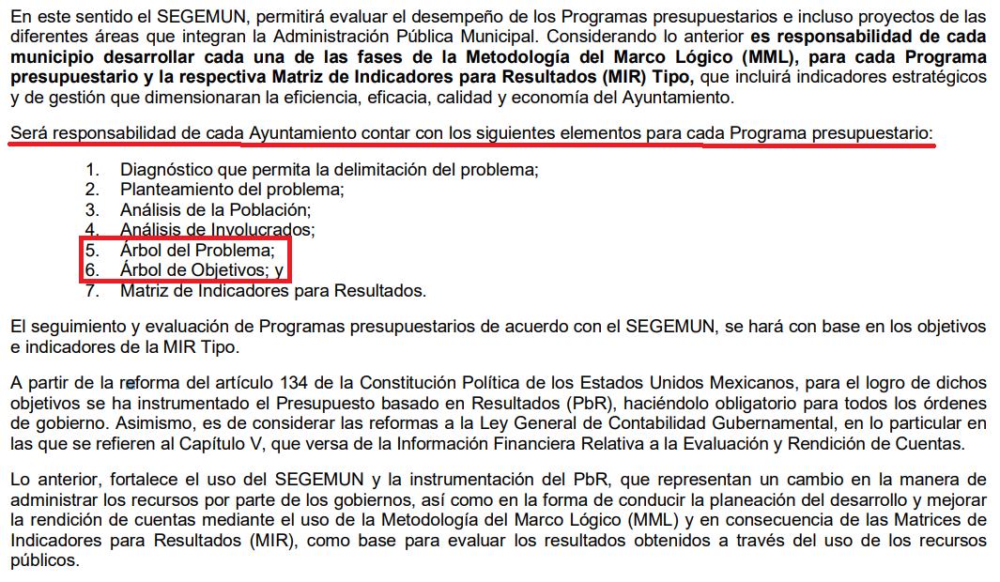 En este sentido el SEGEMUN, permitirá evaluar el desempeño de los Programas presupuestarios e incluso proyectos de las
diferentes áreas que integran la Administración Pública Municipal. Considerando lo anterior es responsabilidad de cada
municipio desarrollar cada una de las fases de la Metodología del Marco Lógico (MML), para cada Programa
presupuestario y la respectiva Matriz de Indicadores para Resultados (MIR) Tipo, que incluirá indicadores estratégicos
y de gestión que dimensionaran la eficiencia, eficacia, calidad y economía del Ayuntamiento.
Será responsabilidad de cada Ayuntamiento contar con los siguientes elementos para cada Programa presupuestario:
1. Diagnóstico que permita la delimitación del problema;
2. Planteamiento del problema;
3. Análisis de la Población;
4. Análisis de Involucrados;
5. Árbol del Problema;
6. Árbol de Objetivos; y
7. Matriz de Indicadores para Resultados.
El seguimiento y evaluación de Programas presupuestarios de acuerdo con el SEGEMUN, se hará con base en los objetivos
e indicadores de la MIR Tipo.
A partir de la reforma del artículo 134 de la Constitución Política de los Estados Unidos Mexicanos, para el logro de dichos
objetivos se ha instrumentado el Presupuesto basado en Resultados (PbR), haciéndolo obligatorio para todos los órdenes
de gobierno. Asimismo, es de considerar las reformas a la Ley General de Contabilidad Gubernamental, en lo particular en
las que se refieren al Capítulo V, que versa de la Información Financiera Relativa a la Evaluación y Rendición de Cuentas.
Lo anterior, fortalece el uso del SEGEMUN y la instrumentación del PbR, que representan un cambio en la manera de
administrar los recursos por parte de los gobiernos, así como en la forma de conducir la planeación del desarrollo y mejorar
la rendición de cuentas mediante el uso de la Metodología del Marco Lógico (MML) y en consecuencia de las Matrices de
Indicadores para Resultados (MIR), como base para evaluar los resultados obtenidos a través del uso de los recursos
públicos.